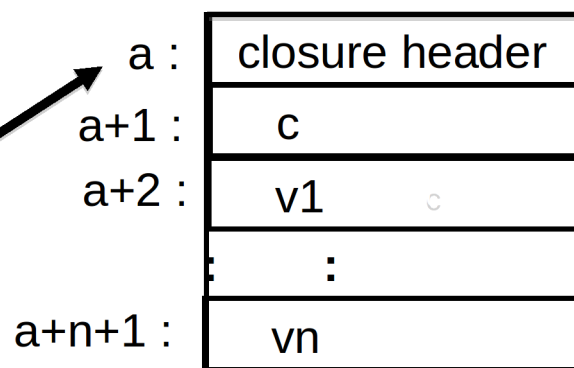 a : closure header
a+1 : c
a+2 : v1 c
: :
a+n+1 : vn